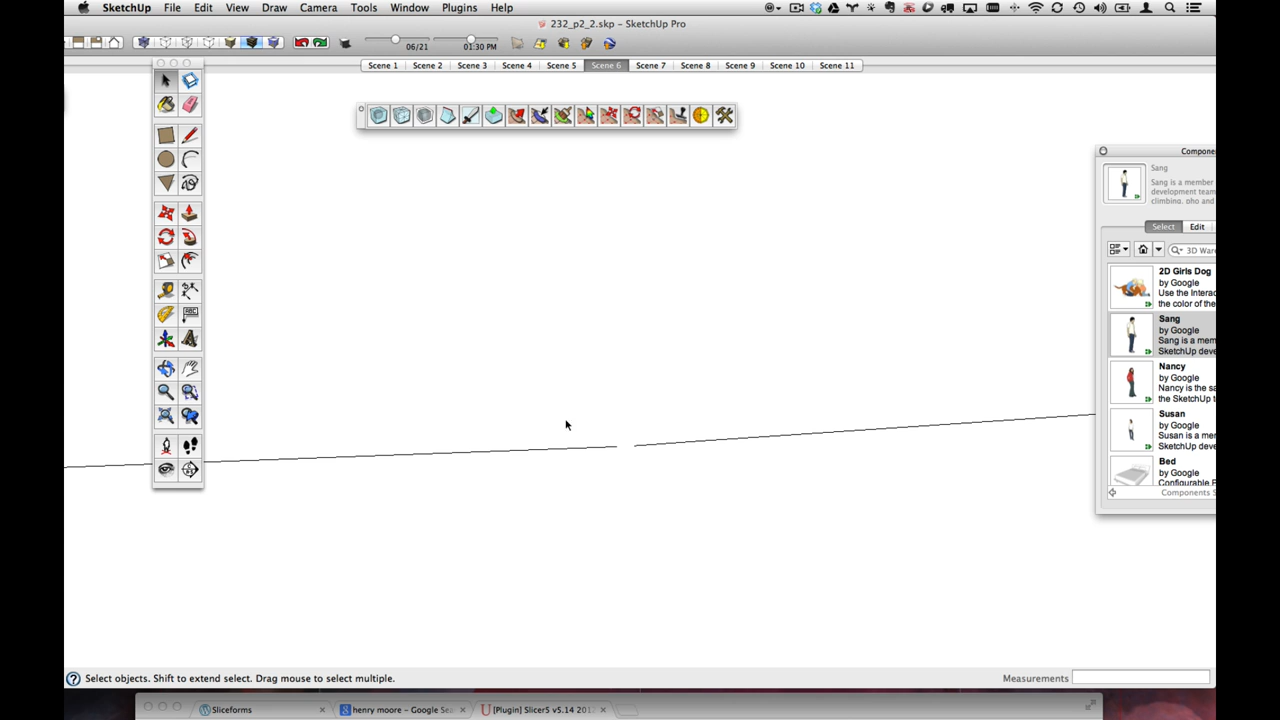 SketchUp File Edit View Draw Camera Tools Window Plugins Help
232_p2_2.skp - SketchUp Pro
06/21 01:30 PM
Scene 1 Scene 2 Scene 3 Scene 4 Scene 5 Scene 6 Scene 7 Scene 8 Scene 9 Scene 10 Scene 11
Compone
Sang
Sang is a member
development team
climbing, pho and
Select Edit
3D Ware
2D Girls Dog
by Google
Use the Interac
the color of the
Sang
by Google
Sang is a mem
SketchUp deve
Nancy
by Google
Nancy is the sa
the SketchUp t
Susan
by Google
Susan is a mem
SketchUp deve
Bed
by Google
Configurable P
Components S
ABC
Select objects. Shift to extend select. Drag mouse to select multiple.
Measurements
Sliceforms
henry moore - Google Sea
[Plugin] Slicer5 v5.14 201